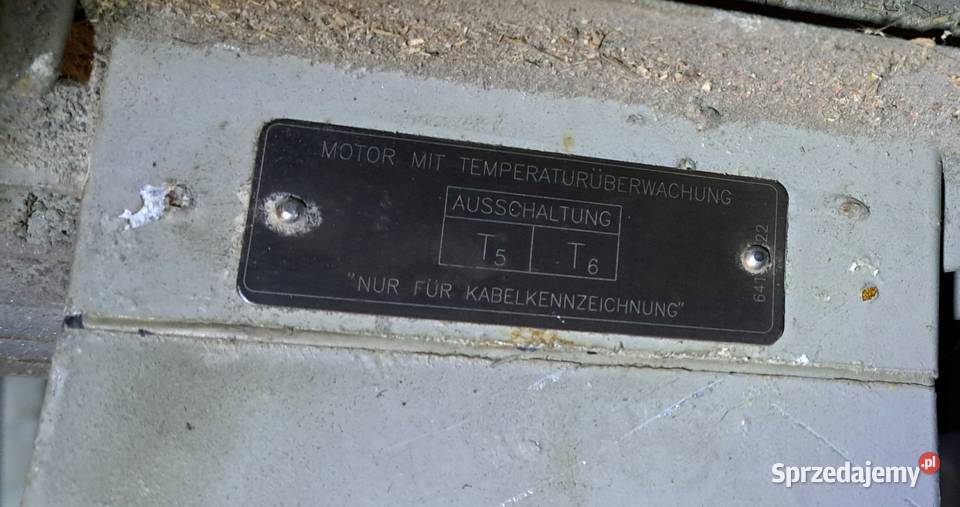 MOTOR MIT TEMPERATURÜBERWACHUNG
AUSSCHALTUNG
T5 T6
"NUR FÜR KABELKENNZEICHNUNG"
Sprzedajemy.pl